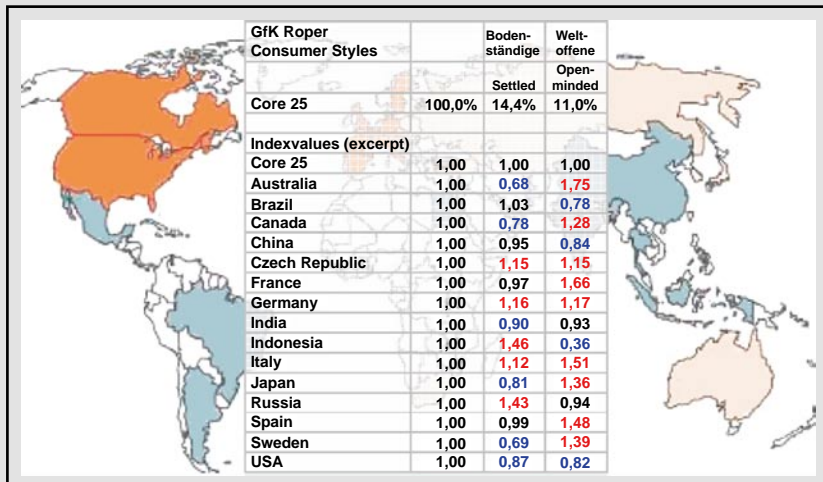 GfK Roper
Consumer Styles
Boden-
ständige
Welt-
offene
Settled
Open-
minded
Core 25 100,0% 14,4% 11,0%
Indexvalues (excerpt)
Core 25 1,00 1,00 1,00
Australia 1,00 0,68 1,75
Brazil 1,00 1,03 0,78
Canada 1,00 0,78 1,28
China 1,00 0,95 0,84
Czech Republic 1,00 1,15 1,15
France 1,00 0,97 1,66
Germany 1,00 1,16 1,17
India 1,00 0,90 0,93
Indonesia 1,00 1,46 0,36
Italy 1,00 1,12 1,51
Japan 1,00 0,81 1,36
Russia 1,00 1,43 0,94
Spain 1,00 0,99 1,48
Sweden 1,00 0,69 1,39
USA 1,00 0,87 0,82